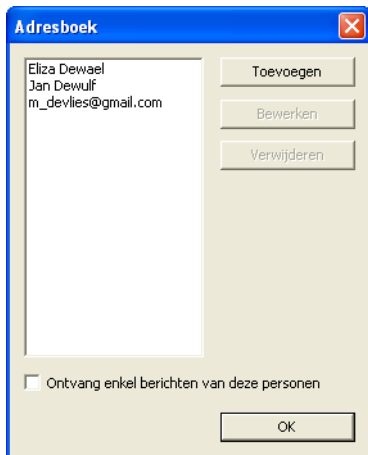 Adresboek
Eliza Dewael
Jan Dewulf
m_devlies@gmail.com
Toevoegen
Bewerken
Verwijderen
Ontvang enkel berichten van deze personen
OK